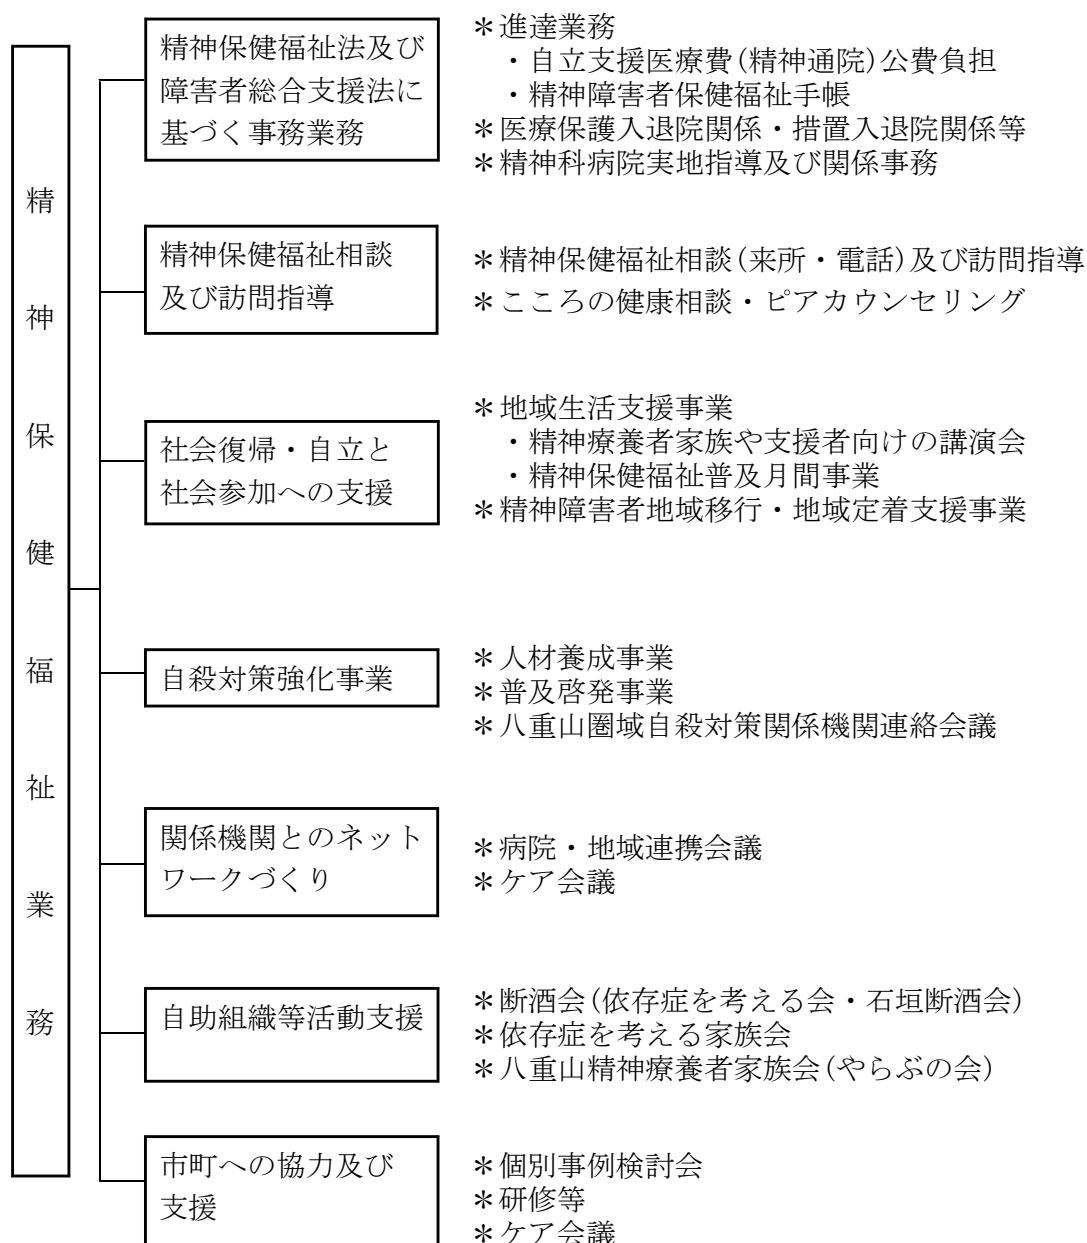 精神保健福祉業務
精神保健福祉法及び
障害者総合支援法に
基づく事務業務
＊進達業務
・自立支援医療費(精神通院)公費負担
・精神障害者保健福祉手帳
＊医療保護入退院関係・措置入退院関係等
＊精神科病院実地指導及び関係事務
精神保健福祉相談
及び訪問指導
＊精神保健福祉相談(来所・電話)及び訪問指導
＊こころの健康相談・ピアカウンセリング
社会復帰・自立と
社会参加への支援
＊地域生活支援事業
・精神療養者家族や支援者向けの講演会
・精神保健福祉普及月間事業
＊精神障害者地域移行・地域定着支援事業
自殺対策強化事業
＊人材養成事業
＊普及啓発事業
＊八重山圏域自殺対策関係機関連絡会議
関係機関とのネット
ワークづくり
＊病院・地域連携会議
＊ケア会議
自助組織等活動支援
＊断酒会(依存症を考える会・石垣断酒会)
＊依存症を考える家族会
＊八重山精神療養者家族会(やらぶの会)
市町への協力及び
支援
＊個別事例検討会
＊研修等
＊ケア会議